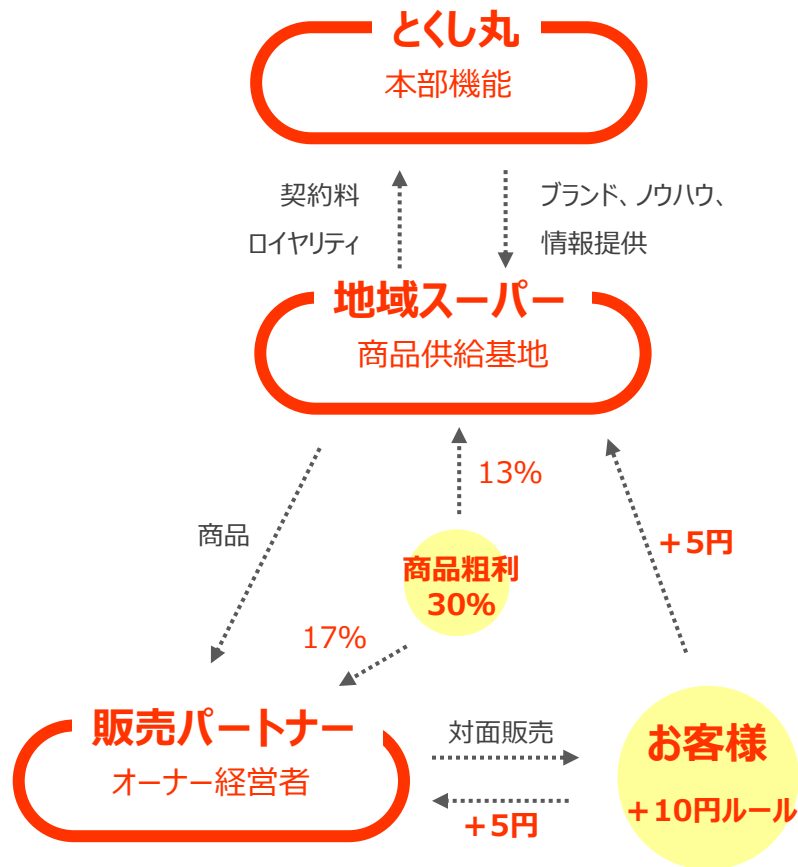 とくし丸
本部機能
契約料
ロイヤリティ
ブランド、ノウハウ、
情報提供
地域スーパー
商品供給基地
13%
商品
＋5円
商品粗利
30%
17%
販売パートナー
オーナー経営者
対面販売
＋5円
お客様
＋10円ルール